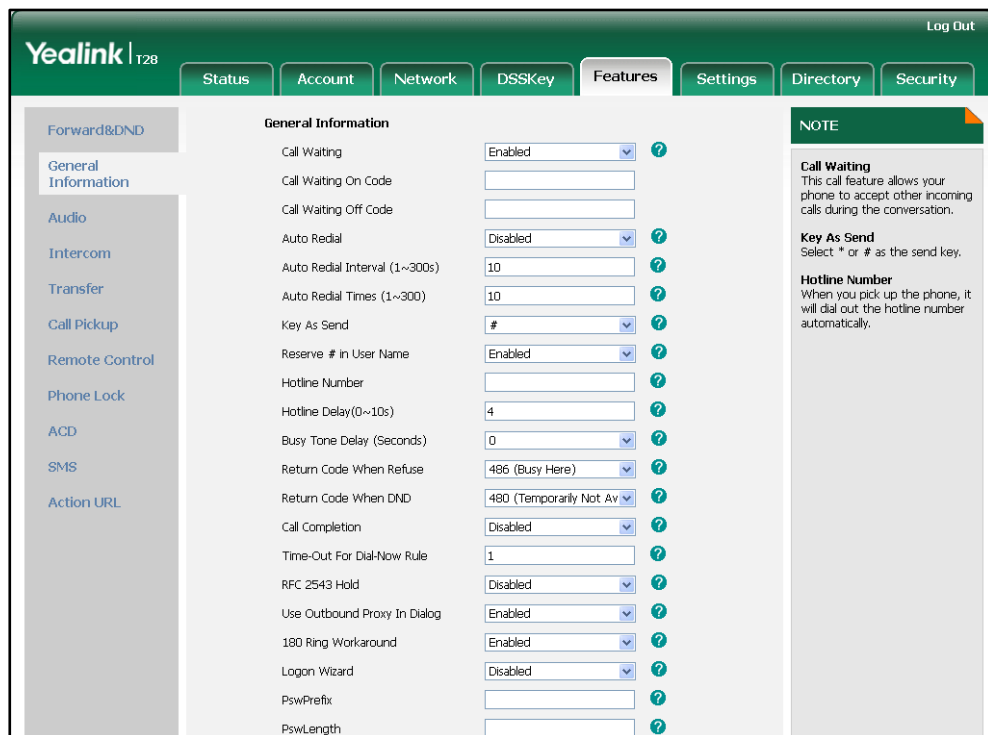 Log Out
Yealink T28
Status Account Network DSSKey Features Settings Directory Security
Forward&DND
General
Information
Audio
Intercom
Transfer
Call Pickup
Remote Control
Phone Lock
ACD
SMS
Action URL
General Information
Call Waiting Enabled ?
Call Waiting On Code
Call Waiting Off Code
Auto Redial Disabled ?
Auto Redial Interval (1~300s) 10 ?
Auto Redial Times (1~300) 10 ?
Key As Send # ?
Reserve # in User Name Enabled ?
Hotline Number ?
Hotline Delay(0~10s) 4 ?
Busy Tone Delay (Seconds) 0 ?
Return Code When Refuse 486 (Busy Here) ?
Return Code When DND 480 (Temporarily Not Av ?
Call Completion Disabled ?
Time-Out For Dial-Now Rule 1 ?
RFC 2543 Hold Disabled ?
Use Outbound Proxy In Dialog Enabled ?
180 Ring Workaround Enabled ?
Logon Wizard Disabled ?
PswPrefix ?
PswLength ?
NOTE
Call Waiting
This call feature allows your
phone to accept other incoming
calls during the conversation.
Key As Send
Select * or # as the send key.
Hotline Number
When you pick up the phone, it
will dial out the hotline number
automatically.